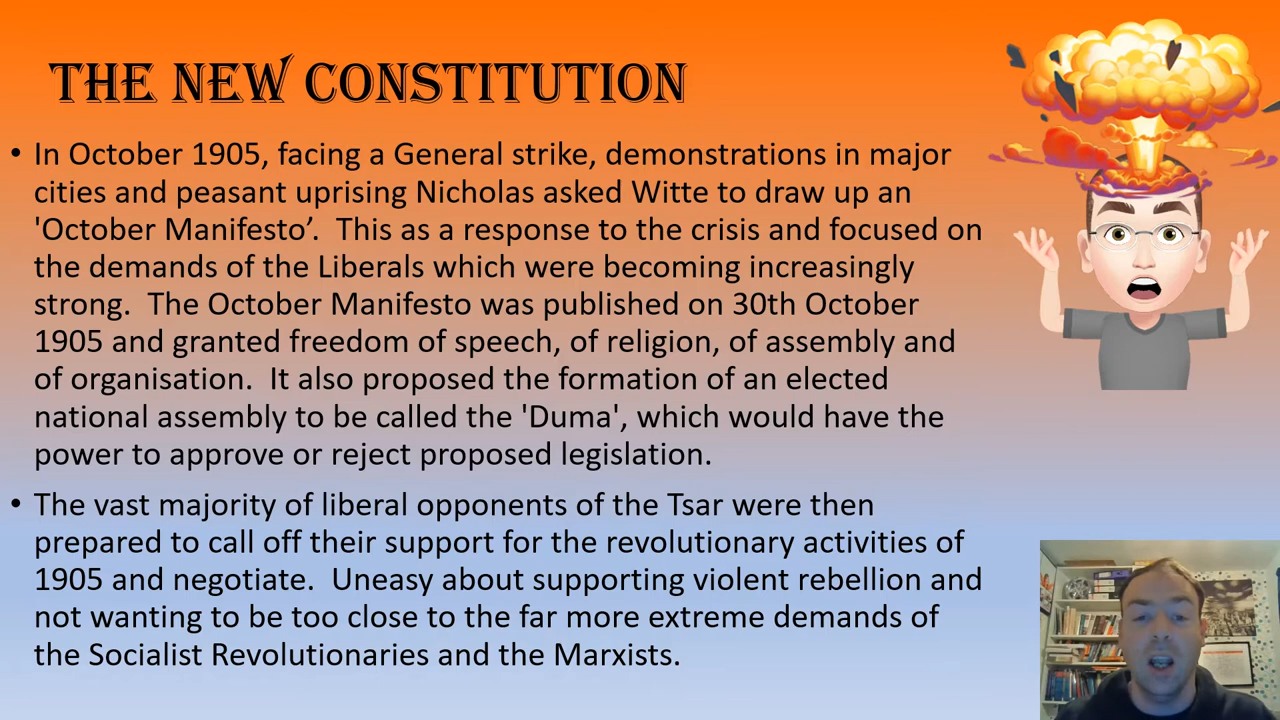 THE NEW CONSTITUTION
• In October 1905, facing a General strike, demonstrations in major
cities and peasant uprising Nicholas asked Witte to draw up an
'October Manifesto’.  This as a response to the crisis and focused on
the demands of the Liberals which were becoming increasingly
strong.  The October Manifesto was published on 30th October
1905 and granted freedom of speech, of religion, of assembly and
of organisation.  It also proposed the formation of an elected
national assembly to be called the 'Duma', which would have the
power to approve or reject proposed legislation.
• The vast majority of liberal opponents of the Tsar were then
prepared to call off their support for the revolutionary activities of
1905 and negotiate.  Uneasy about supporting violent rebellion and
not wanting to be too close to the far more extreme demands of
the Socialist Revolutionaries and the Marxists.